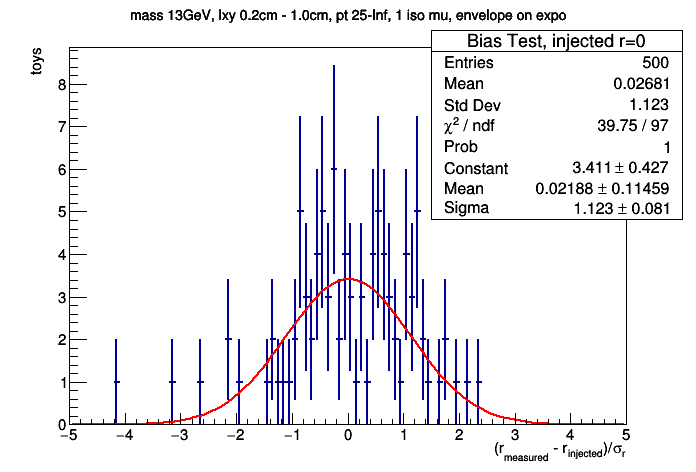 mass 13GeV, lxy 0.2cm - 1.0cm, pt 25-Inf, 1 iso mu, envelope on expo
Bias Test, injected r=0
Entries 500
Mean 0.02681
Std Dev 1.123
χ² / ndf 39.75 / 97
Prob 1
Constant 3.411 ± 0.427
Mean 0.02188 ± 0.11459
Sigma 1.123 ± 0.081
toys
8
7
6
5
4
3
2
1
0
−5 −4 −3 −2 −1 0 1 2 3 4 5
(r_measured - r_injected)/σ_r